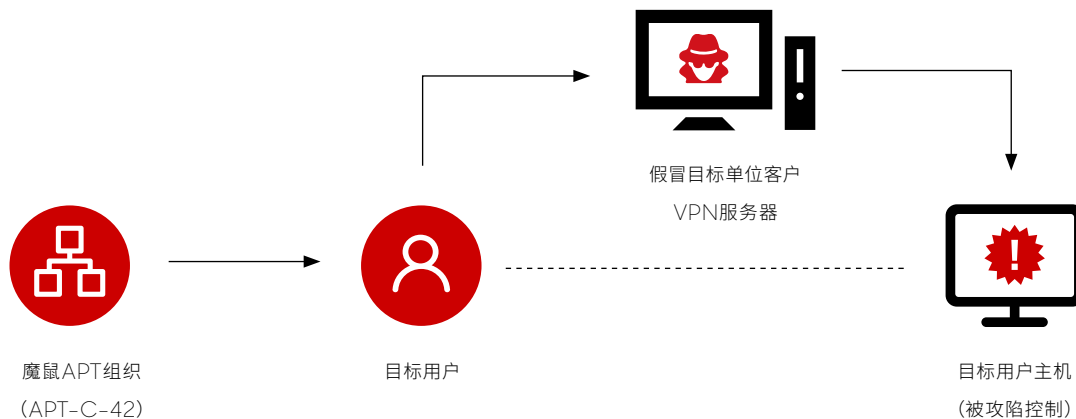 假冒目标单位客户
VPN服务器
魔鼠APT组织
(APT-C-42)
目标用户
目标用户主机
(被攻陷控制)